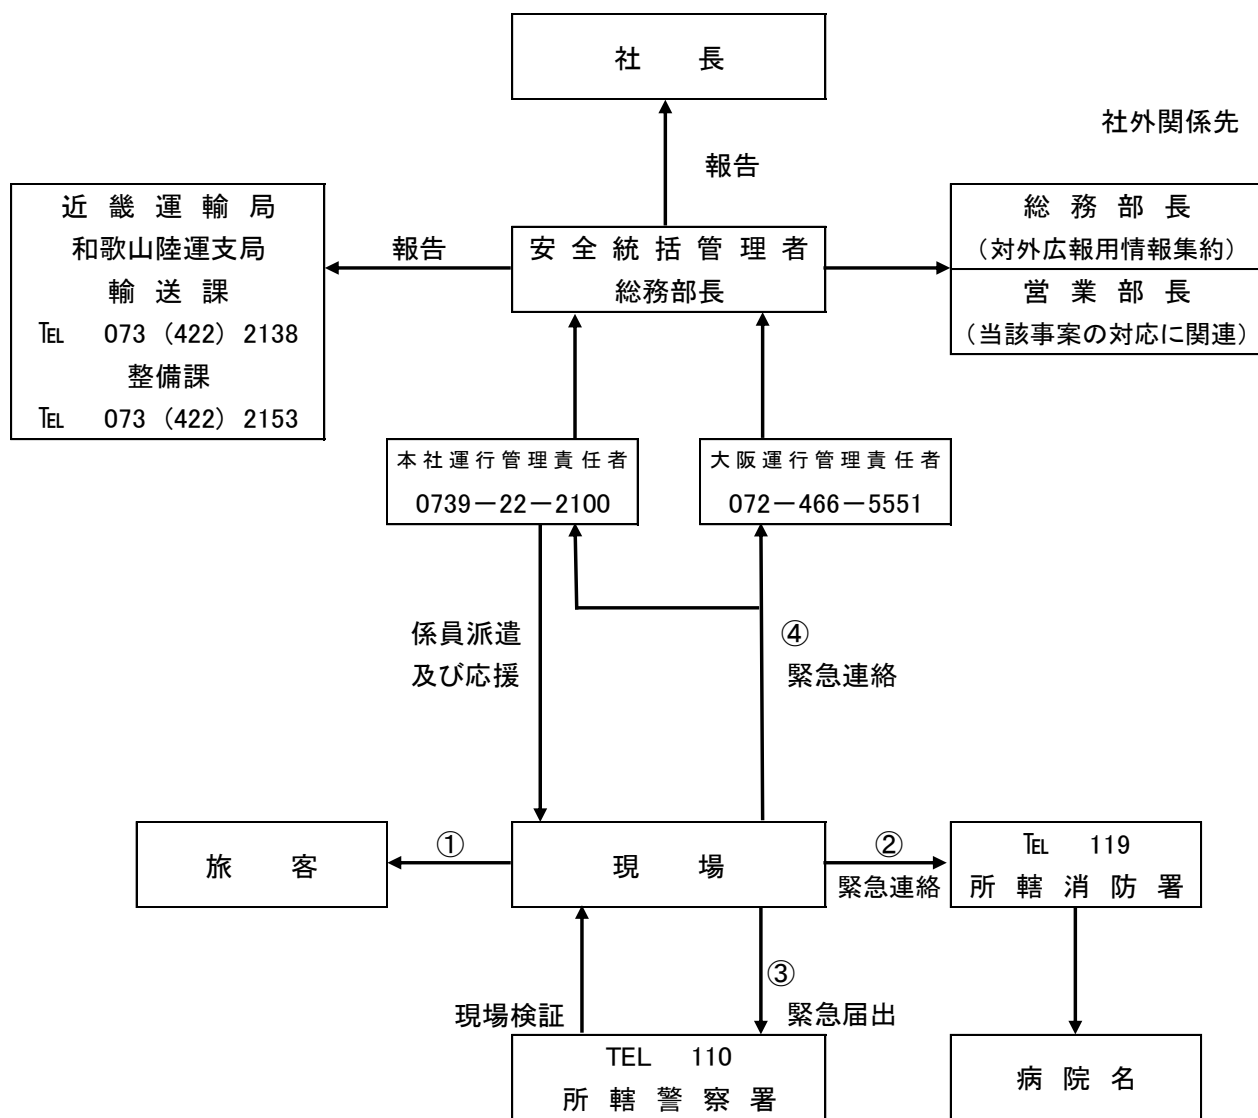 社 長
社外関係先
報告
近 畿 運 輸 局
和歌山陸運支局
輸 送 課
℡ 073 (422) 2138
整備課
℡ 073 (422) 2153
報告
安 全 統 括 管 理 者
総務部長
総 務 部 長
(対外広報用情報集約)
営 業 部 長
(当該事案の対応に関連)
本社運行管理責任者
0739－22－2100
大阪運行管理責任者
072－466－5551
係員派遣
及び応援
④
緊急連絡
旅 客
①
現 場
②
緊急連絡
℡ 119
所 轄 消 防 署
現場検証
③
緊急届出
TEL 110
所 轄 警 察 署
病 院 名